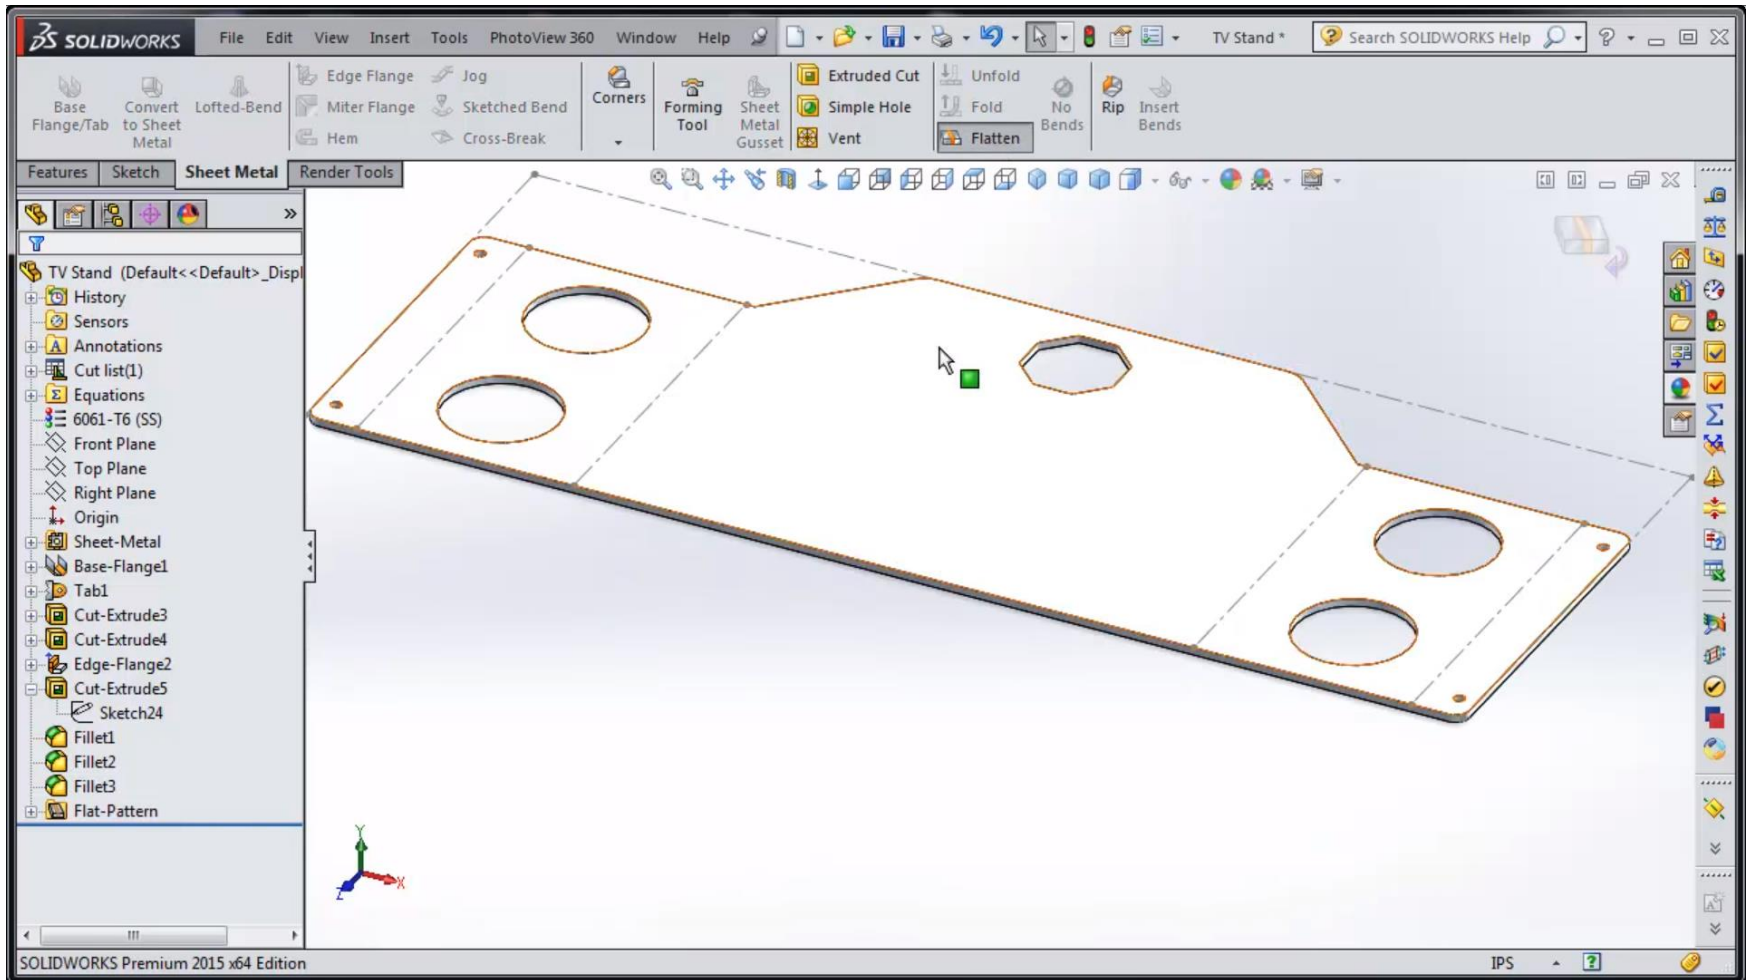 SOLIDWORKS File Edit View Insert Tools PhotoView 360 Window Help TV Stand * Search SOLIDWORKS Help
Base Flange/Tab
Convert to Sheet Metal
Lofted-Bend
Edge Flange
Miter Flange
Hem
Jog
Sketched Bend
Cross-Break
Corners
Forming Tool
Sheet Metal Gusset
Extruded Cut
Simple Hole
Vent
Unfold
Fold
Flatten
No Bends
Rip
Insert Bends
Features Sketch Sheet Metal Render Tools
TV Stand (Default<<Default>_Displ
History
Sensors
Annotations
Cut list(1)
Equations
6061-T6 (SS)
Front Plane
Top Plane
Right Plane
Origin
Sheet-Metal
Base-Flange1
Tab1
Cut-Extrude3
Cut-Extrude4
Edge-Flange2
Cut-Extrude5
Sketch24
Fillet1
Fillet2
Fillet3
Flat-Pattern
Y
X
Z
SOLIDWORKS Premium 2015 x64 Edition IPS